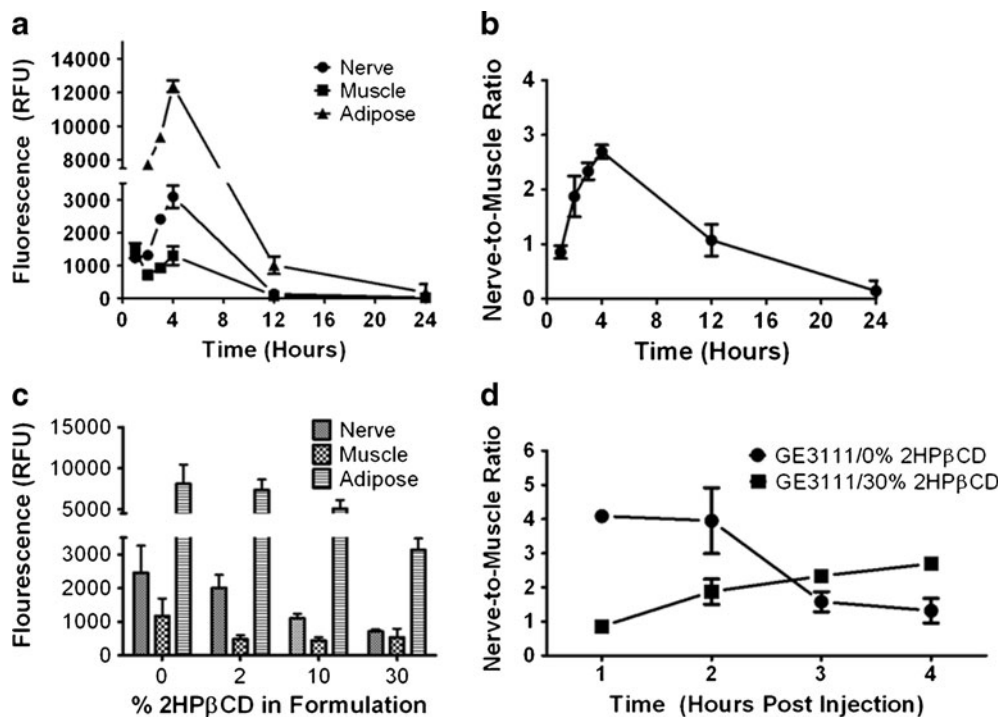 a
14000
12000
10000
8000
3000
2000
1000
0
Fluorescence (RFU)
Nerve
Muscle
Adipose
0 4 8 12 16 20 24
Time (Hours)
b
4
3
2
1
0
Nerve-to-Muscle Ratio
0 4 8 12 16 20 24
Time (Hours)
c
15000
10000
5000
3000
2000
1000
0
Flourescence (RFU)
Nerve
Muscle
Adipose
0 2 10 30
% 2HPβCD in Formulation
d
6
5
4
3
2
1
0
Nerve-to-Muscle Ratio
GE3111/0% 2HPβCD
GE3111/30% 2HPβCD
1 2 3 4
Time (Hours Post Injection)